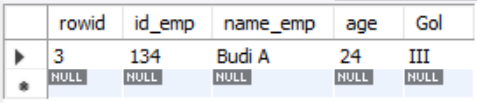 rowid id_emp name_emp age Gol
3 134 Budi A 24 III
NULL NULL NULL NULL NULL